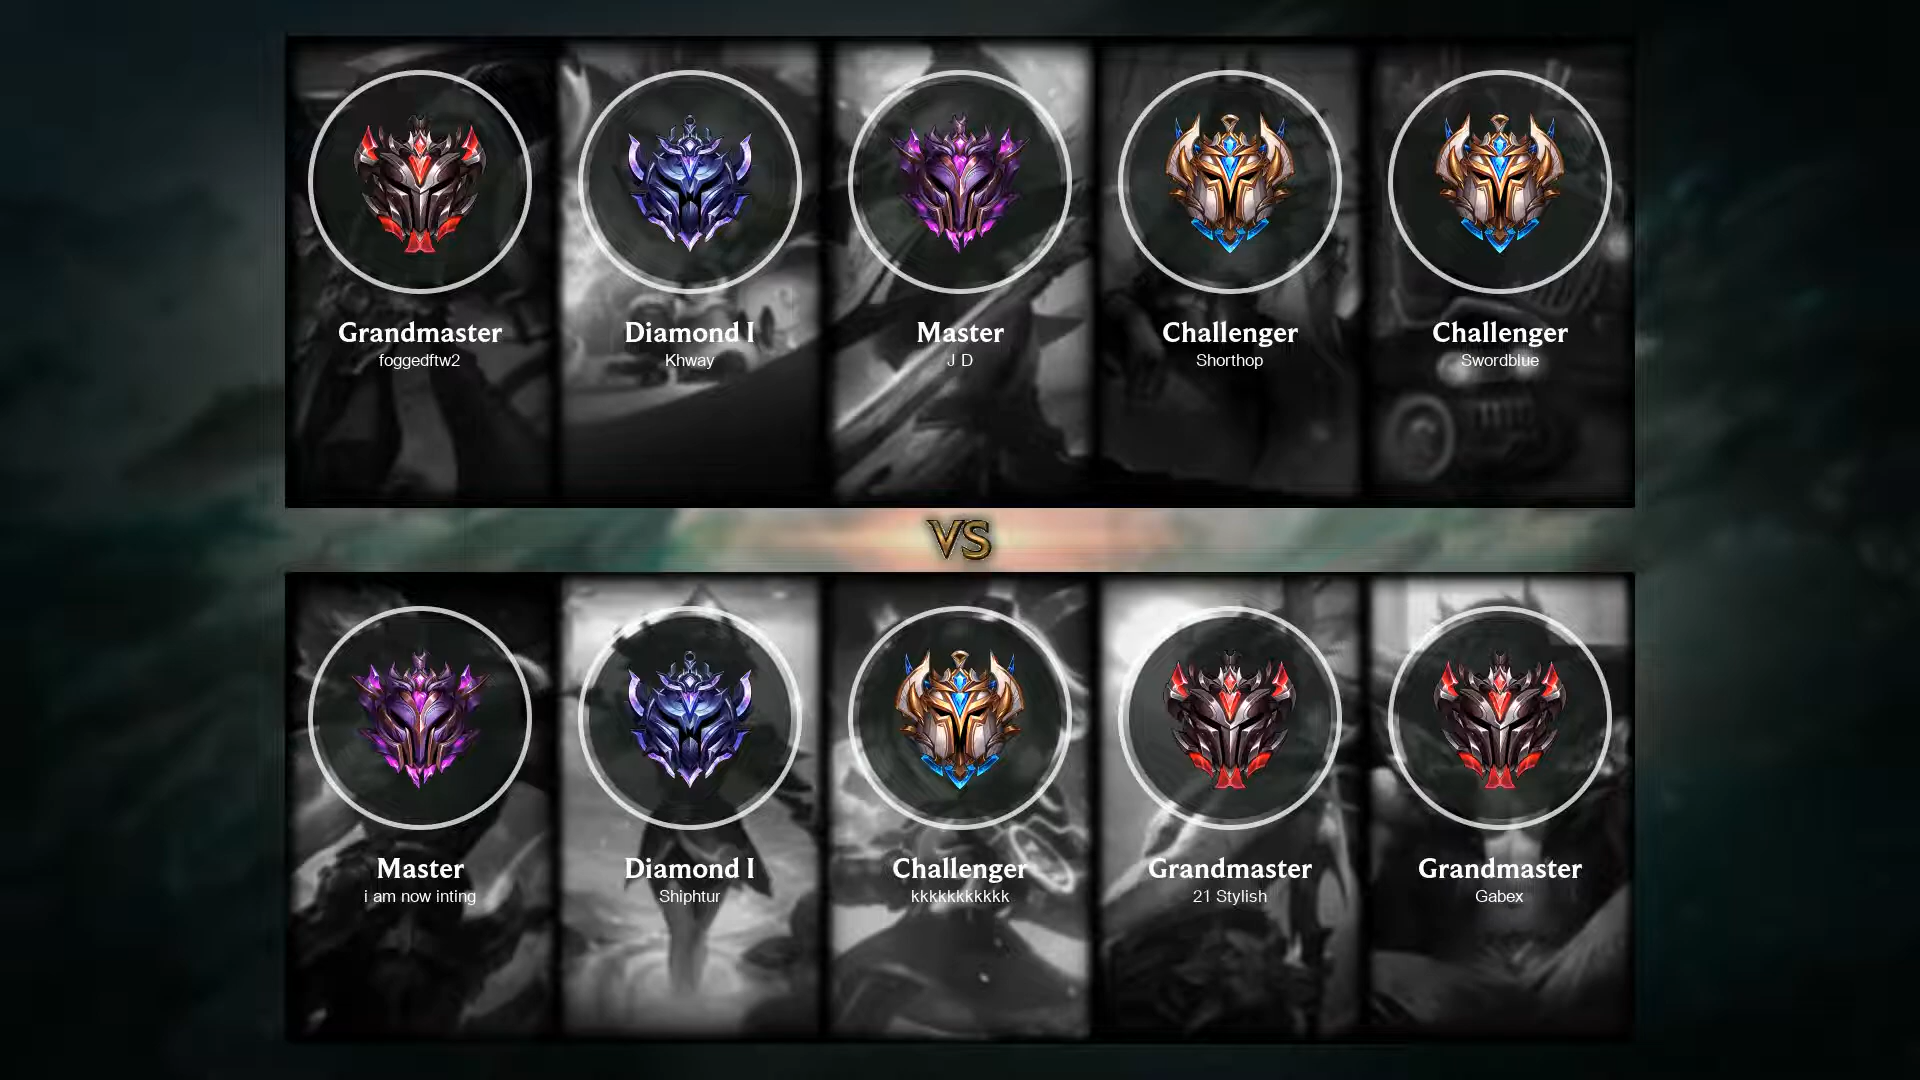 Grandmaster
foggedftw2
Diamond I
Khway
Master
J D
Challenger
Shorthop
Challenger
Swordblue
VS
Master
i am now inting
Diamond I
Shiphtur
Challenger
kkkkkkkkkkk
Grandmaster
21 Stylish
Grandmaster
Gabex